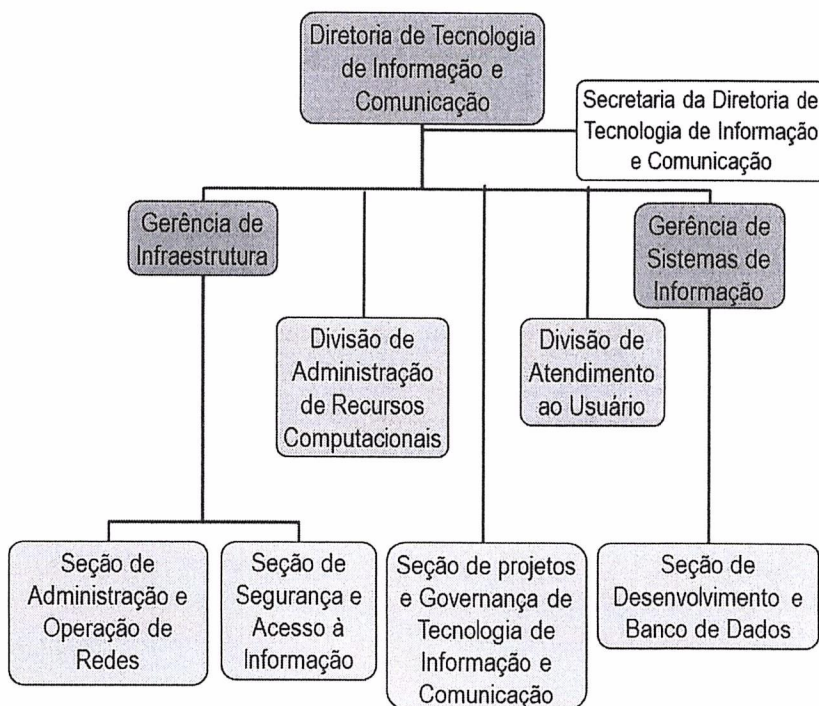 Diretoria de Tecnologia
de Informação e
Comunicação
Secretaria da Diretoria de
Tecnologia de Informação
e Comunicação
Gerência de
Infraestrutura
Gerência de
Sistemas de
Informação
Divisão de
Administração
de Recursos
Computacionais
Divisão de
Atendimento
ao Usuário
Seção de
Administração e
Operação de
Redes
Seção de
Segurança e
Acesso à
Informação
Seção de projetos
e Governança de
Tecnologia de
Informação e
Comunicação
Seção de
Desenvolvimento e
Banco de Dados